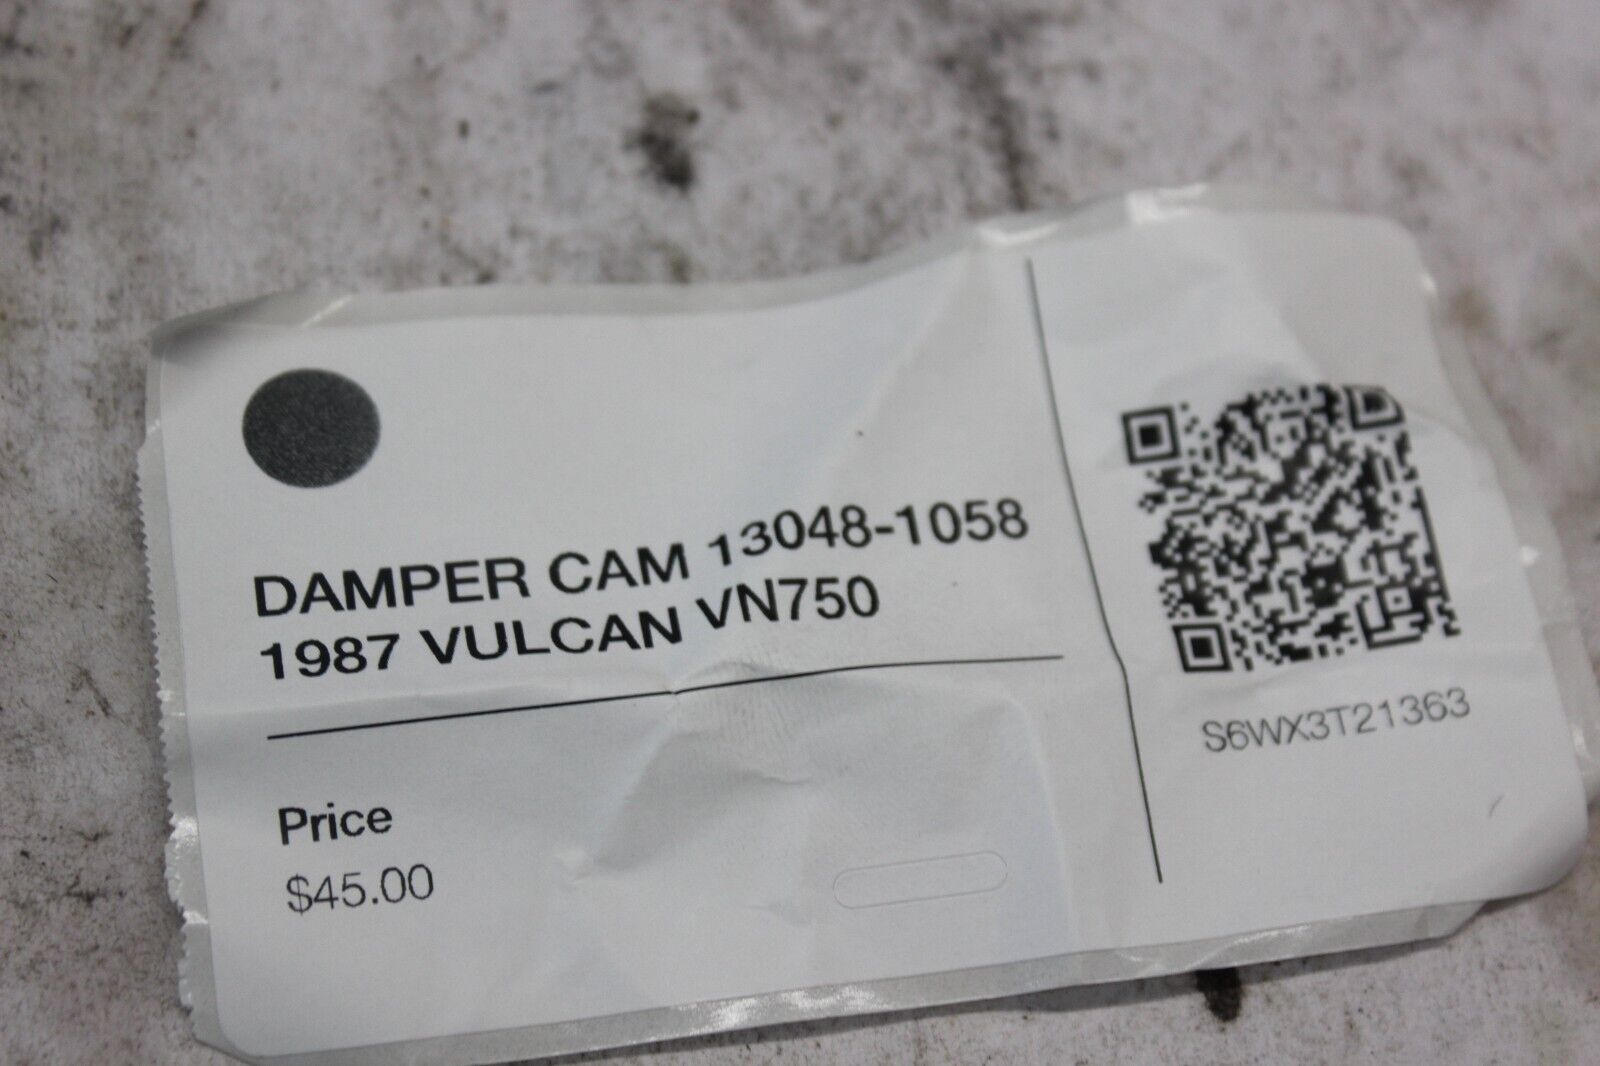 DAMPER CAM 13048-1058
1987 VULCAN VN750
Price
$45.00
S6WX3T21363